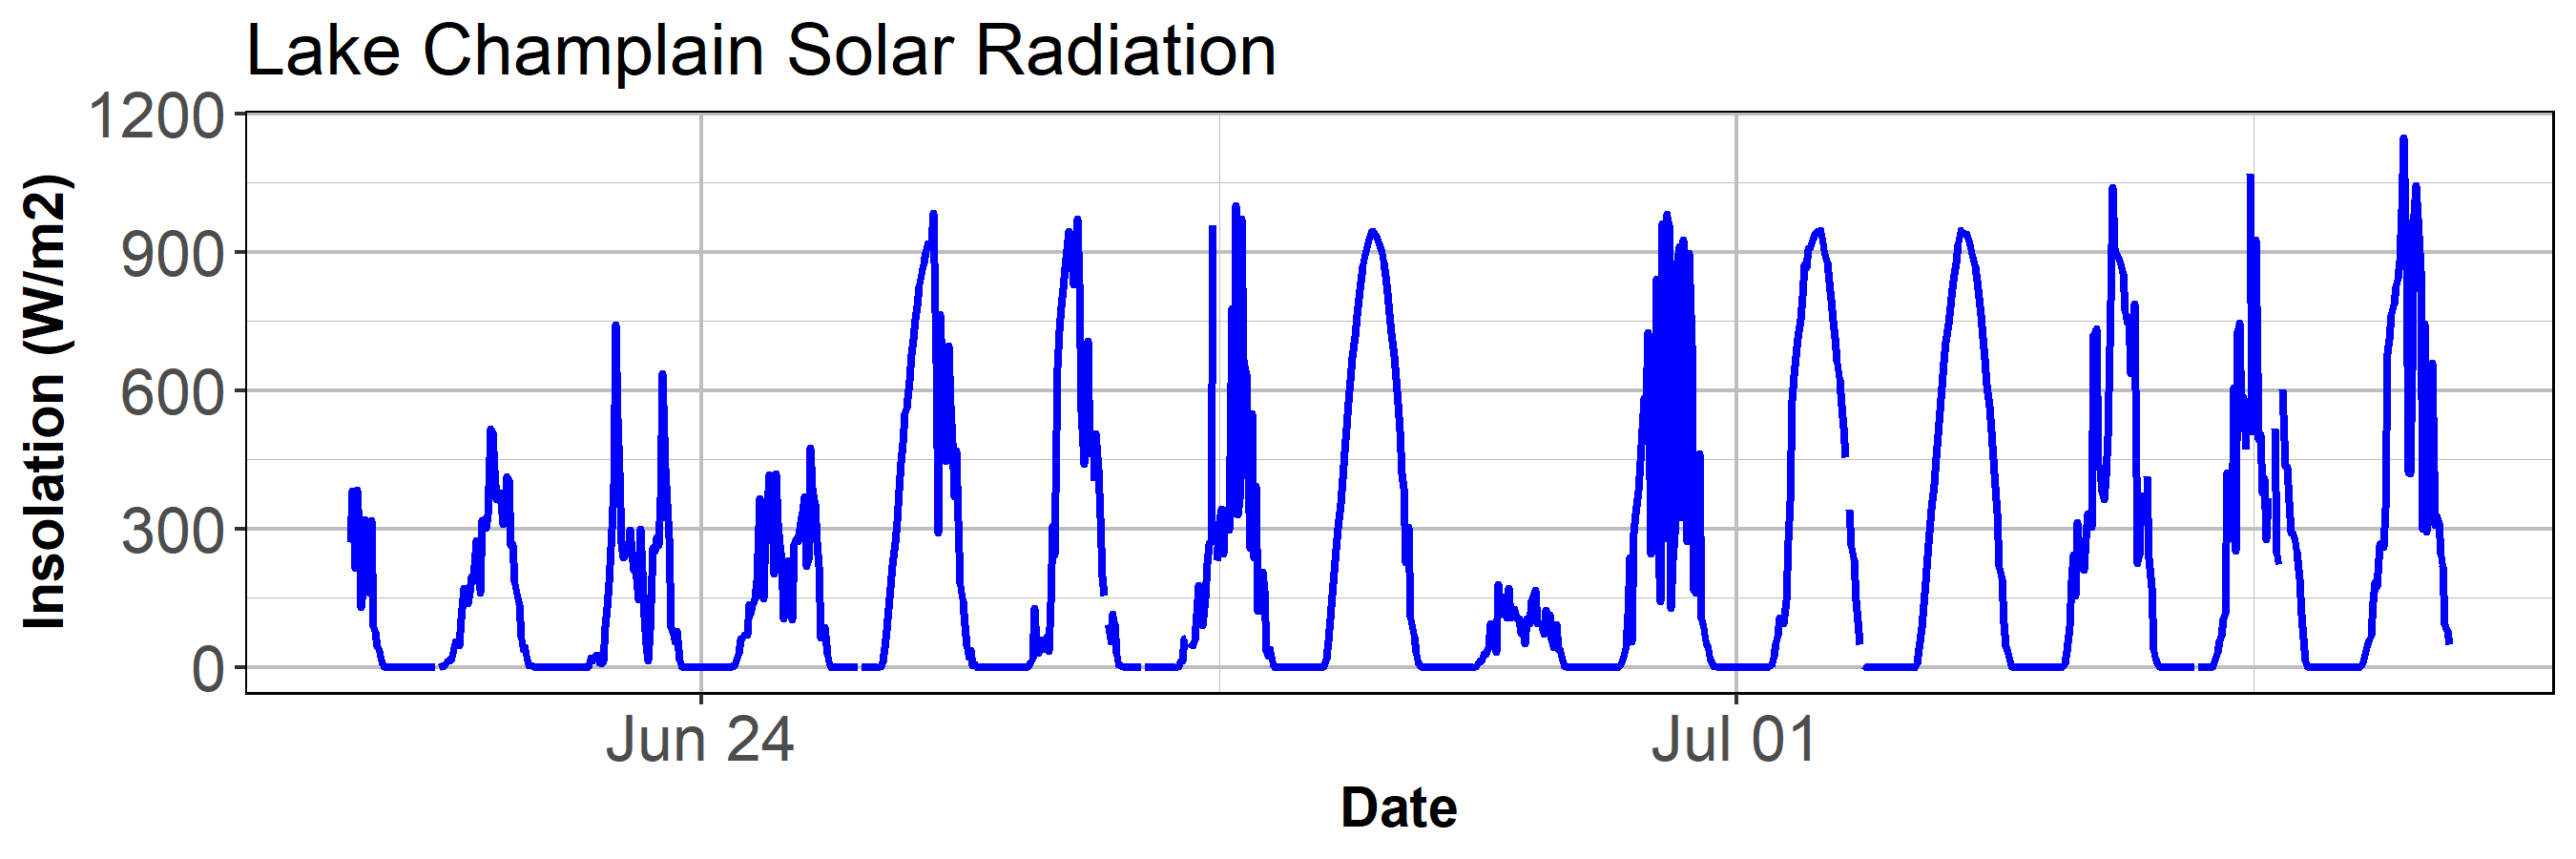 Lake Champlain Solar Radiation
1200
900
600
300
0
Insolation (W/m2)
Jun 24
Jul 01
Date